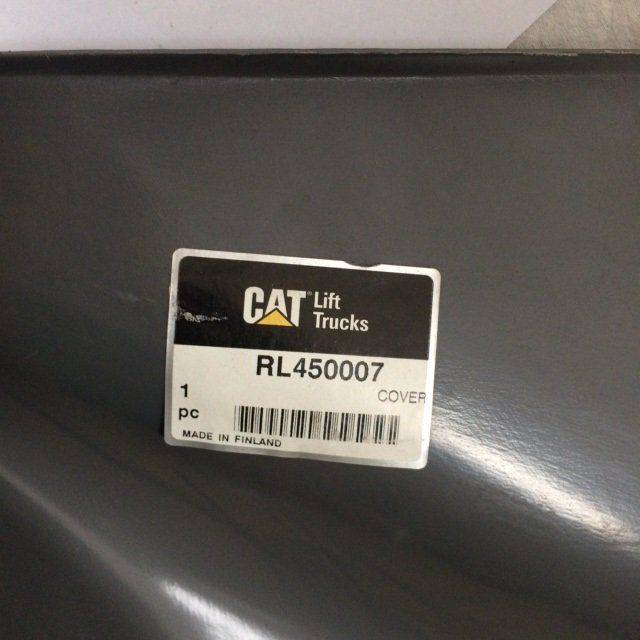 CAT® Lift
Trucks
RL450007
1
COVER
pc
MADE IN FINLAND